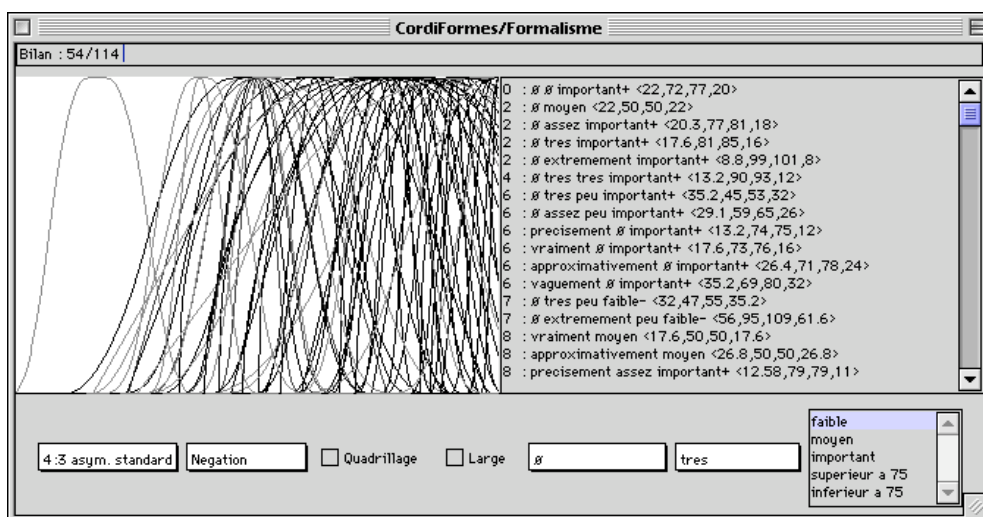 CordiFormes/Formalisme
Bilan : 54/114
0 : ø ø important+ <22,72,77,20>
2 : ø moyen <22,50,50,22>
2 : ø assez important+ <20.3,77,81,18>
2 : ø tres important+ <17.6,81,85,16>
2 : ø extremement important+ <8.8,99,101,8>
4 : ø tres tres important+ <13.2,90,93,12>
6 : ø tres peu important+ <35.2,45,53,32>
6 : ø assez peu important+ <29.1,59,65,26>
6 : precisement ø important+ <13.2,74,75,12>
6 : vraiment ø important+ <17.6,73,76,16>
6 : approximativement ø important+ <26.4,71,78,24>
6 : vaguement ø important+ <35.2,69,80,32>
7 : ø tres peu faible- <32,47,55,35.2>
7 : ø extremement peu faible- <56,95,109,61.6>
8 : vraiment moyen <17.6,50,50,17.6>
8 : approximativement moyen <26.8,50,50,26.8>
8 : precisement assez important+ <12.58,79,79,11>
4:3 asym. standard Negation Quadrillage Large ø tres
faible
moyen
important
superieur a 75
inferieur a 75